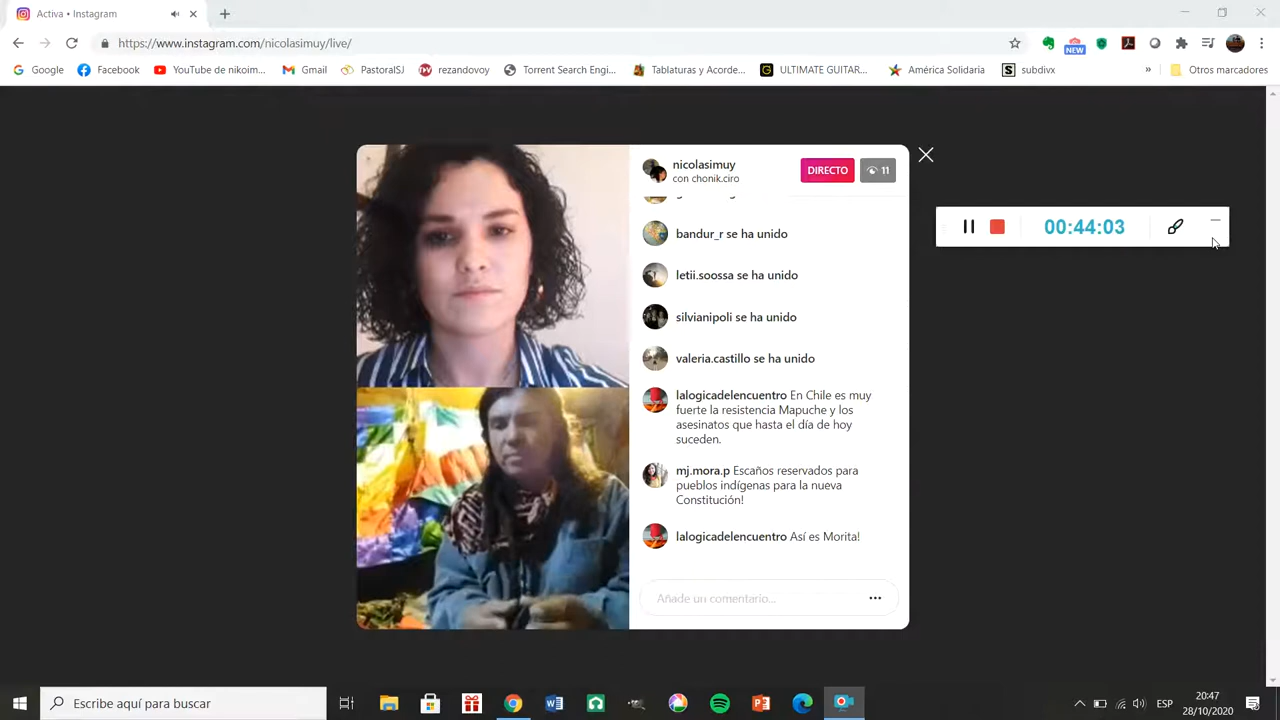 Activa • Instagram
https://www.instagram.com/nicolasimuy/live/
NEW
Google Facebook YouTube de nikoim... Gmail PastoralSJ rezandovoy Torrent Search Engi... Tablaturas y Acorde... ULTIMATE GUITAR... América Solidaria subdivx » Otros marcadores
nicolasimuy
con chonik.ciro
DIRECTO 11
bandur_r se ha unido
letii.soossa se ha unido
silvianipoli se ha unido
valeria.castillo se ha unido
lalogicadelencuentro En Chile es muy
fuerte la resistencia Mapuche y los
asesinatos que hasta el día de hoy
suceden.
mj.mora.p Escaños reservados para
pueblos indígenas para la nueva
Constitución!
lalogicadelencuentro Así es Morita!
Añade un comentario...
00:44:03
Escribe aquí para buscar
ESP
20:47
28/10/2020